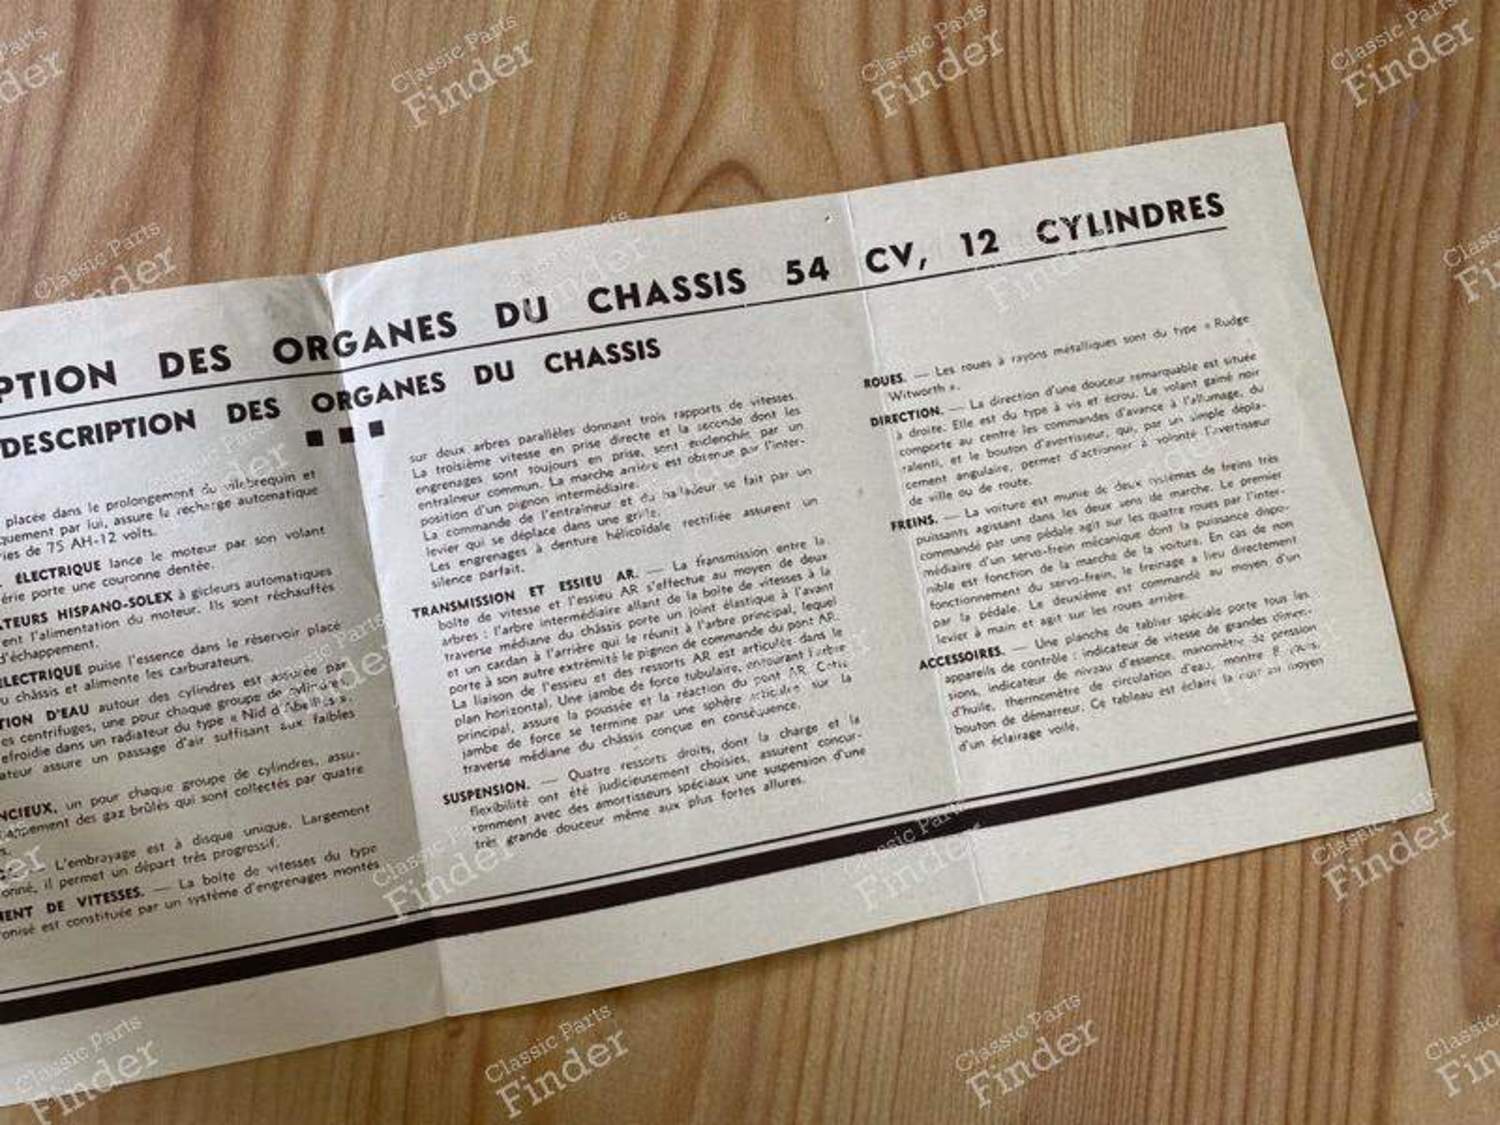 PTION DES ORGANES DU CHASSIS 54 CV, 12 CYLINDRES
DESCRIPTION DES ORGANES DU CHASSIS
placée dans le prolongement du vilebrequin et
quement par lui, assure le recharge automatique
ies de 75 AH-12 volts.
ÉLECTRIQUE lance le moteur par son volant
érie porte une couronne dentée.
TEURS HISPANO-SOLEX à gicleurs automatiques
ent l'alimentation du moteur. Ils sont réchauffés
d'échappement.
LECTRIQUE puise l'essence dans le réservoir placé
u châssis et alimente les carburateurs.
TION D'EAU autour des cylindres est assurée par
es centrifuges, une pour chaque groupe de cylindre
efroidie dans un radiateur du type « Nid d'Abeilles ».
ateur assure un passage d'air suffisant aux faibles
NCIEUX, un pour chaque groupe de cylindres, assu-
des gaz brûlés qui sont collectés par quatre
s.
— L'embrayage est à disque unique. Largement
onné, il permet un départ très progressif.
MENT DE VITESSES. — La boîte de vitesses du type
onisé est constituée par un système d'engrenages montés
sur deux arbres parallèles donnant trois rapports de vitesses.
La troisième vitesse en prise directe et la seconde dont les
engrenages sont toujours en prise, sont enclenchés par un
entraîneur commun. La marche arrière est obtenue par l'inter-
position d'un pignon intermédiaire.
La commande de l'entraîneur et du baladeur se fait par un
levier qui se déplace dans une grille.
Les engrenages à denture hélicoïdale rectifiée assurent un
silence parfait.
TRANSMISSION ET ESSIEU AR. — La transmission entre la
boîte de vitesse et l'essieu AR s'effectue au moyen de deux
arbres : l'arbre intermédiaire allant de la boîte de vitesses à la
traverse médiane du châssis porte un joint élastique à l'avant
et un cardan à l'arrière qui le réunit à l'arbre principal, lequel
porte à son autre extrémité le pignon de commande du pont AR.
La liaison de l'essieu et des ressorts AR est articulée dans le
plan horizontal. Une jambe de force tubulaire, entourant l'arbre
principal, assure la poussée et la réaction du pont AR. Cette
jambe de force se termine par une sphère articulée sur la
traverse médiane du châssis conçue en conséquence.
SUSPENSION. — Quatre ressorts droits, dont la charge et la
flexibilité ont été judicieusement choisies, assurent concur-
remment avec des amortisseurs spéciaux une suspension d'une
très grande douceur même aux plus fortes allures.
ROUES. — Les roues à rayons métalliques sont du type « Rudge
Witworth ».
DIRECTION. — La direction d'une douceur remarquable est située
à droite. Elle est du type à vis et écrou. Le volant gainé noir
comporte au centre les commandes d'avance à l'allumage, du
ralenti, et le bouton d'avertisseur, qui, par un simple dépla-
cement angulaire, permet d'actionner à volonté l'avertisseur
de ville ou de route.
FREINS. — La voiture est munie de deux systèmes de freins très
puissants agissant dans les deux sens de marche. Le premier
commandé par une pédale agit sur les quatre roues par l'inter-
médiaire d'un servo-frein mécanique dont la puissance dispo-
nible est fonction de la marche de la voiture. En cas de non
fonctionnement du servo-frein, le freinage a lieu directement
par la pédale. Le deuxième est commandé au moyen d'un
levier à main et agit sur les roues arrière.
ACCESSOIRES. — Une planche de tablier spéciale porte tous les
appareils de contrôle : indicateur de vitesse de grandes dimen-
sions, indicateur de niveau d'essence, manomètre de pression
d'huile, thermomètre de circulation d'eau, montre 8 jours,
bouton de démarreur. Ce tableau est éclairé la nuit au moyen
d'un éclairage voilé.
Classic Parts
Finder